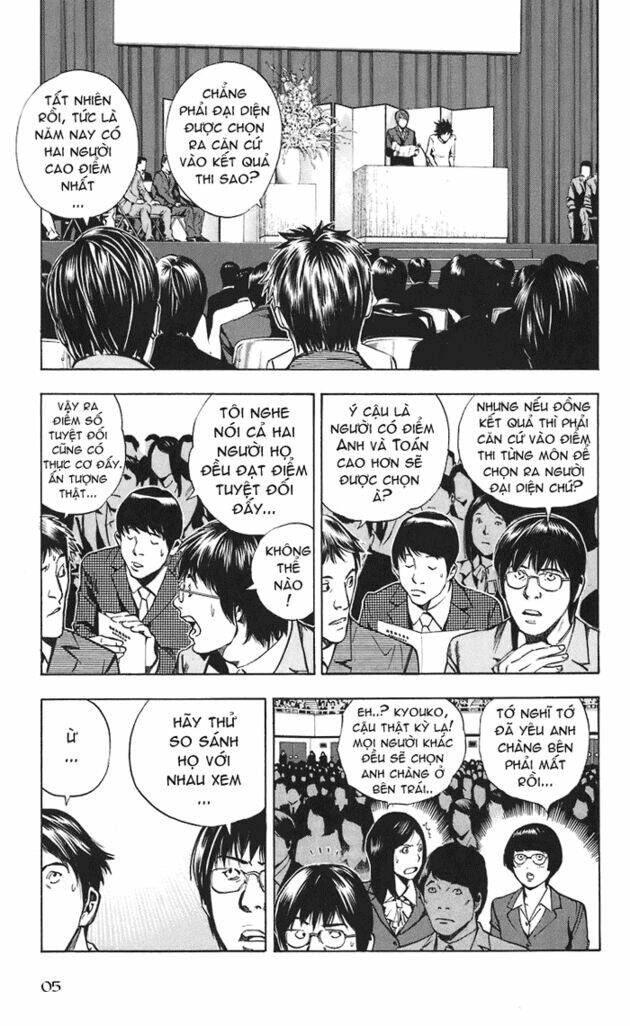 CHẲNG
PHẢI ĐẠI DIỆN
ĐƯỢC CHỌN
RA CĂN CỨ
VÀO KẾT QUẢ
THI SAO?
TẤT NHIÊN
RỒI, TỨC LÀ
NĂM NAY CÓ
HAI NGƯỜI
CAO ĐIỂM
NHẤT
...
NHƯNG NẾU ĐỒNG
KẾT QUẢ THÌ PHẢI
CĂN CỨ VÀO ĐIỂM
THI TỪNG MÔN ĐỂ
CHỌN RA NGƯỜI
ĐẠI DIỆN CHỨ?
Ý CẬU LÀ
NGƯỜI CÓ ĐIỂM
ANH VÀ TOÁN
CAO HƠN SẼ
ĐƯỢC CHỌN
À?
TÔI NGHE
NÓI CẢ HAI
NGƯỜI HỌ
ĐỀU ĐẠT ĐIỂM
TUYỆT ĐỐI
ĐẤY...
KHÔNG
THỂ
NÀO
!
VẬY RA
ĐIỂM SỐ
TUYỆT ĐỐI
CŨNG CÓ
THỰC CƠ ĐẤY.
ẤN TƯỢNG
THẬT...
TỚ NGHĨ TỚ
ĐÃ YÊU ANH
CHÀNG BÊN
PHẢI MẤT
RỒI...
EH..? KYOUKO,
CẬU THẬT KỲ LẠ!
MỌI NGƯỜI KHÁC
ĐỀU SẼ CHỌN
ANH CHÀNG Ở
BÊN TRÁI..
HÃY THỬ
SO SÁNH
HỌ VỚI
NHAU XEM
...
Ừ
...
05